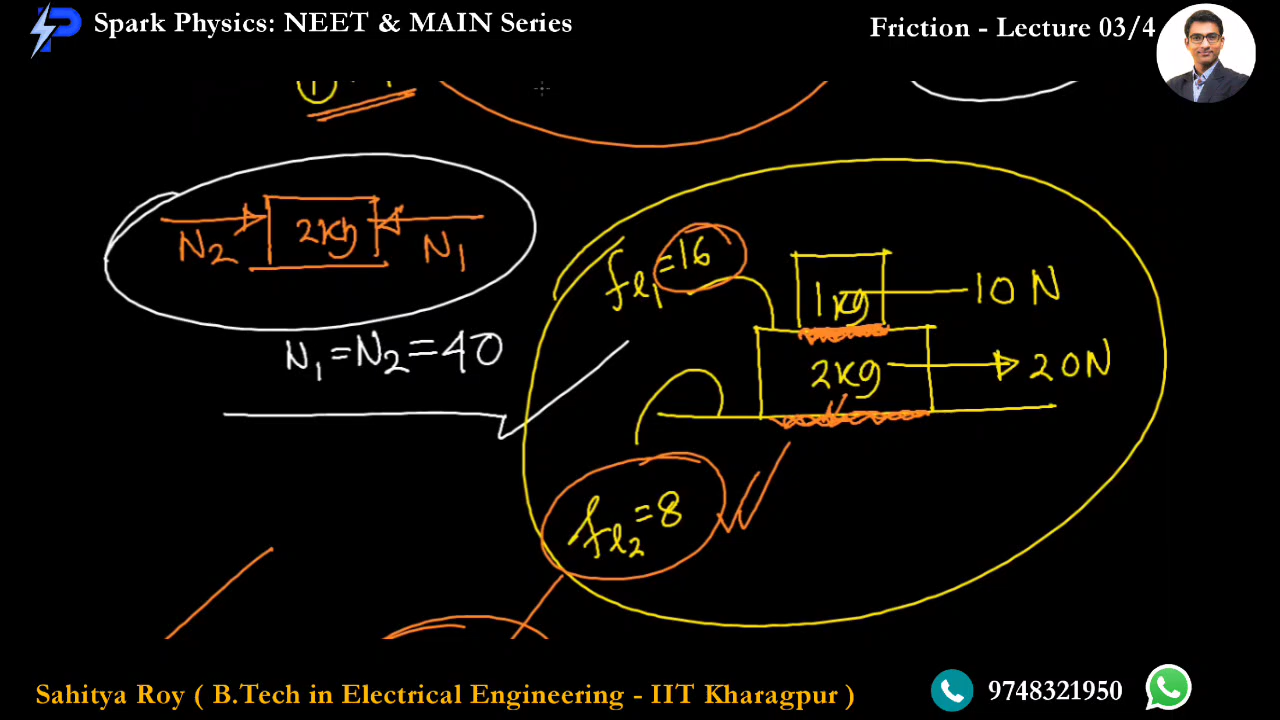 Spark Physics: NEET & MAIN Series
Friction - Lecture 03/4
N2 2kg N1
N1 = N2 = 40
fl1 = 16
1kg 10 N
2kg 20N
fl2 = 8
Sahitya Roy ( B.Tech in Electrical Engineering - IIT Kharagpur )
9748321950